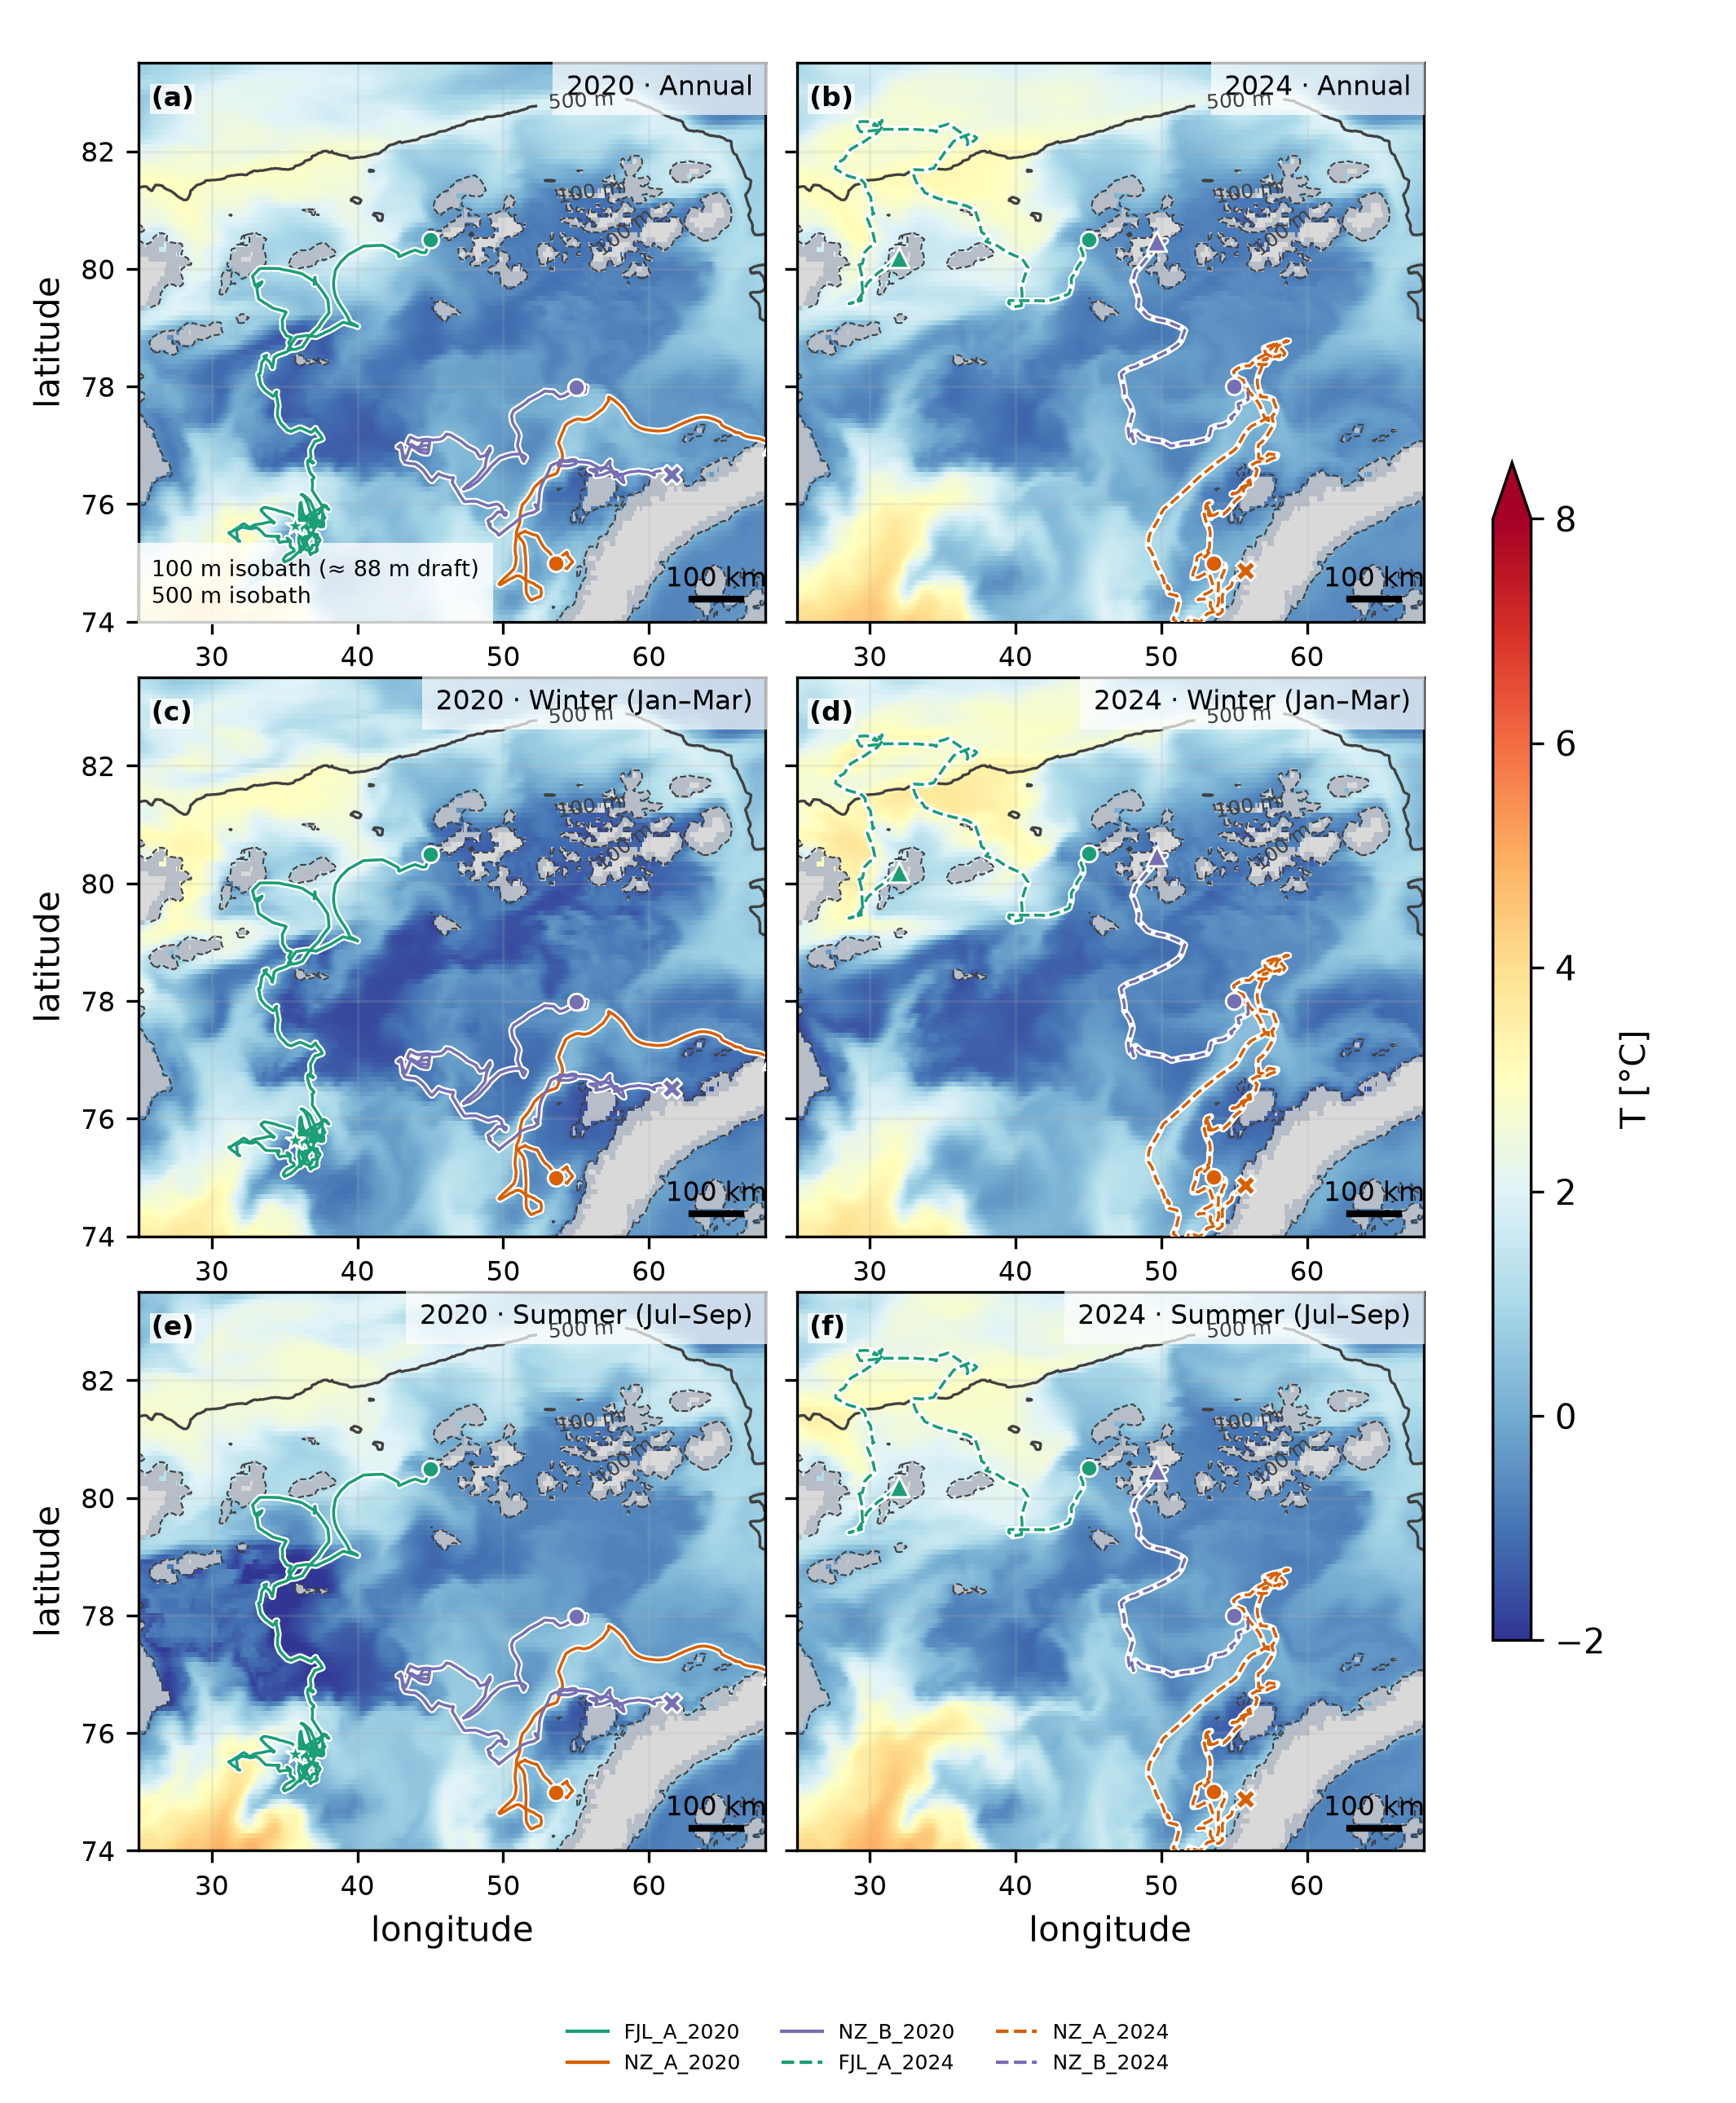 (a)
2020 · Annual
500 m
100 m
100 m
82
80
78
76
74
latitude
100 m isobath (≈ 88 m draft)
500 m isobath
100 km
30 40 50 60
(b)
2024 · Annual
500 m
100 m
100 m
100 km
30 40 50 60
(c)
2020 · Winter (Jan–Mar)
500 m
100 m
100 m
82
80
78
76
74
latitude
100 km
30 40 50 60
(d)
2024 · Winter (Jan–Mar)
500 m
100 m
100 m
100 km
30 40 50 60
(e)
2020 · Summer (Jul–Sep)
500 m
100 m
100 m
82
80
78
76
74
latitude
100 km
30 40 50 60
longitude
(f)
2024 · Summer (Jul–Sep)
500 m
100 m
100 m
100 km
30 40 50 60
longitude
8
6
4
2
0
−2
T [°C]
FJL_A_2020 NZ_B_2020 NZ_A_2024
NZ_A_2020 FJL_A_2024 NZ_B_2024